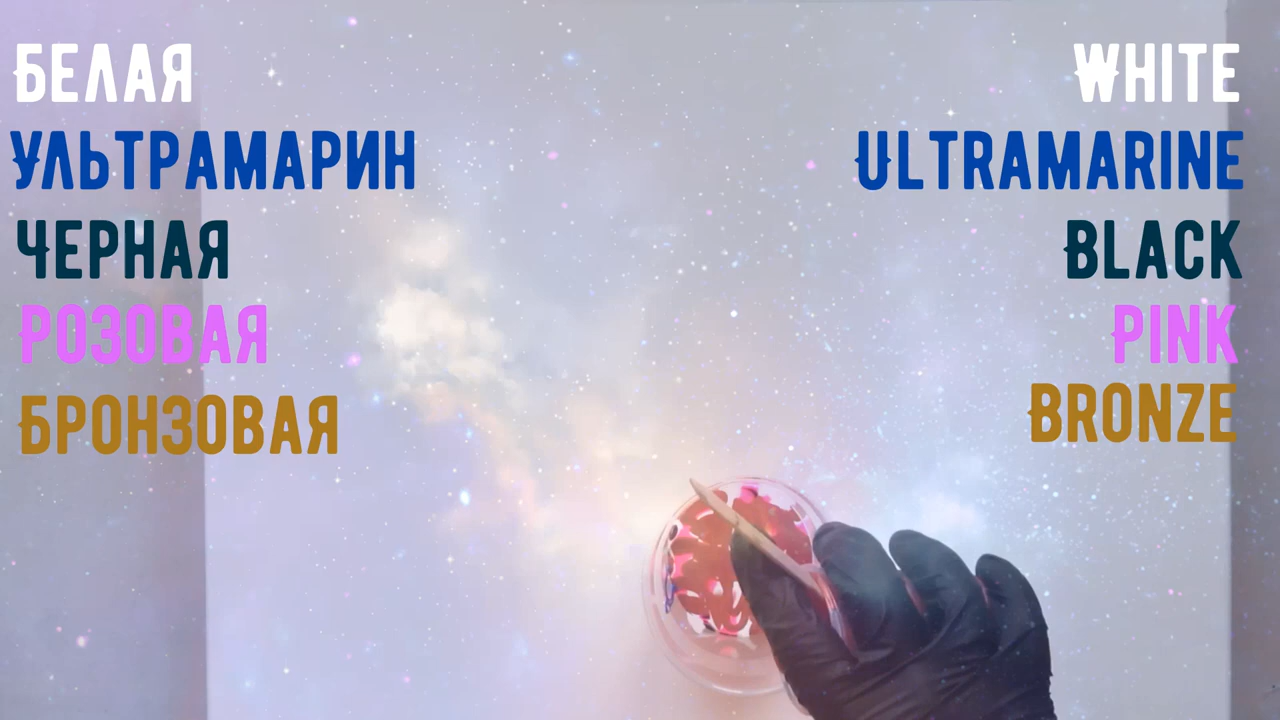 БЕЛАЯ
УЛЬТРАМАРИН
ЧЕРНАЯ
РОЗОВАЯ
БРОНЗОВАЯ
WHITE
ULTRAMARINE
BLACK
PINK
BRONZE